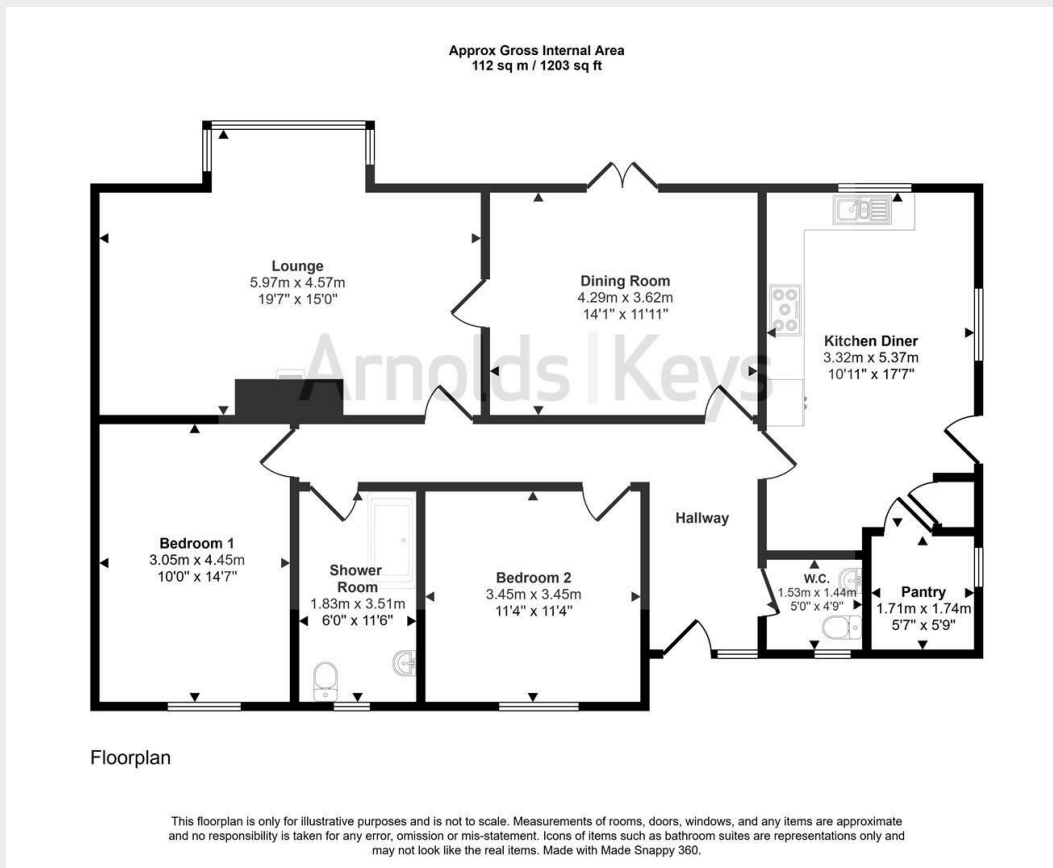 Approx Gross Internal Area
112 sq m / 1203 sq ft
Lounge
5.97m x 4.57m
19'7" x 15'0"
Dining Room
4.29m x 3.62m
14'1" x 11'11"
Kitchen Diner
3.32m x 5.37m
10'11" x 17'7"
Arnolds | Keys
Hallway
Bedroom 1
3.05m x 4.45m
10'0" x 14'7"
Shower
Room
1.83m x 3.51m
6'0" x 11'6"
Bedroom 2
3.45m x 3.45m
11'4" x 11'4"
W.C.
1.53m x 1.44m
5'0" x 4'9"
Pantry
1.71m x 1.74m
5'7" x 5'9"
Floorplan
This floorplan is only for illustrative purposes and is not to scale. Measurements of rooms, doors, windows, and any items are approximate
and no responsibility is taken for any error, omission or mis-statement. Icons of items such as bathroom suites are representations only and
may not look like the real items. Made with Made Snappy 360.